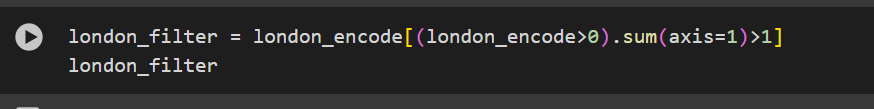 london_filter = london_encode[(london_encode>0).sum(axis=1)>1]
london_filter